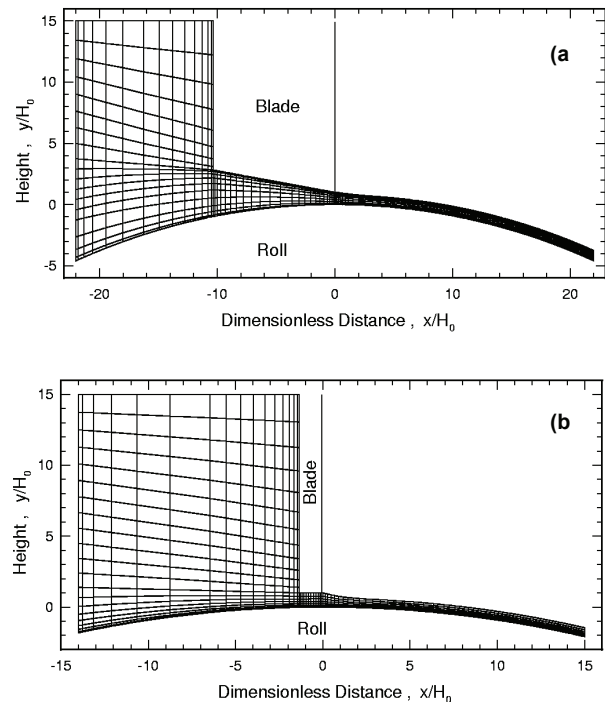 15
(a
10
Blade
5
Height , y/H₀
0
Roll
-5
-20
-10
0
10
20
Dimensionless Distance , x/H₀
15
(b
10
Blade
Height , y/H₀
5
0
Roll
-15
-10
-5
0
5
10
15
Dimensionless Distance , x/H₀